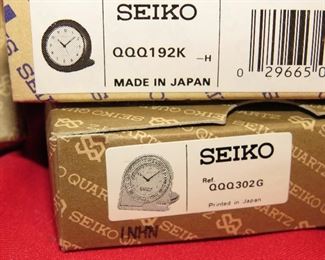 SEIKO
QQQ192K -H
MADE IN JAPAN
0 29665 0
SEIKO
Ref. QQQ302G
Printed in Japan
LNHN
SEIKO QUARTZ